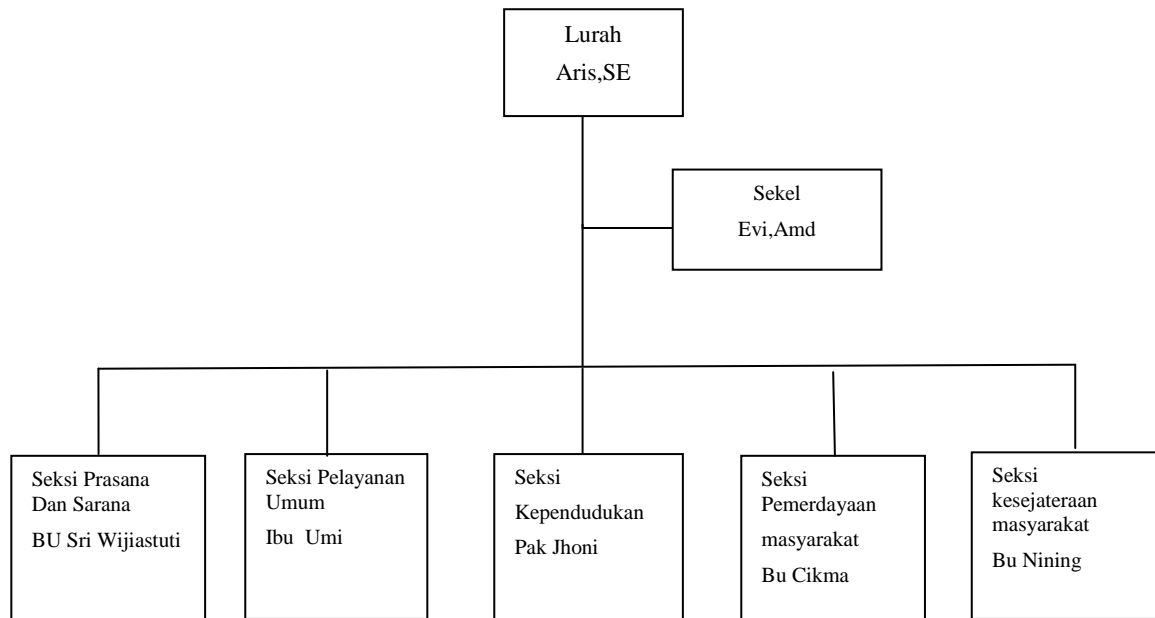 Lurah
Aris,SE
Sekel
Evi,Amd
Seksi Prasana
Dan Sarana
BU Sri Wijiastuti
Seksi Pelayanan
Umum
Ibu Umi
Seksi
Kependudukan
Pak Jhoni
Seksi
Pemerdayaan
masyarakat
Bu Cikma
Seksi
kesejateraan
masyarakat
Bu Nining